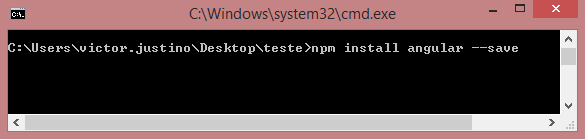 C:\Windows\system32\cmd.exe
C:\Users\victor.justino\Desktop\teste>npm install angular --save